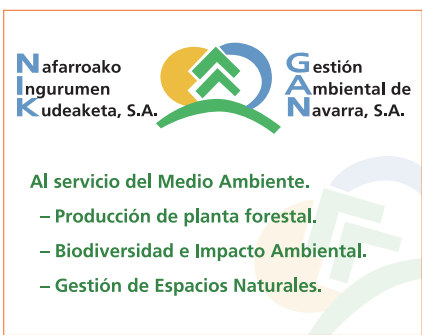 Nafarroako
Ingurumen
Kudeaketa, S.A.
Gestión
Ambiental de
Navarra, S.A.
Al servicio del Medio Ambiente.
– Producción de planta forestal.
– Biodiversidad e Impacto Ambiental.
– Gestión de Espacios Naturales.